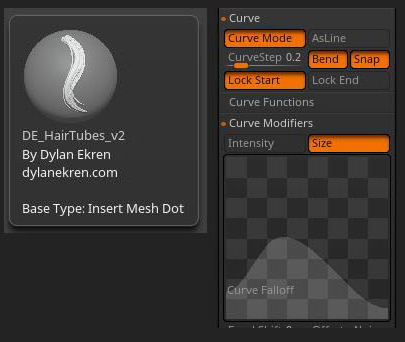 DE_HairTubes_v2
By Dylan Ekren
dylanekren.com
Base Type: Insert Mesh Dot
Curve
Curve Mode AsLine
CurveStep 0.2 Bend Snap
Lock Start Lock End
Curve Functions
Curve Modifiers
Intensity Size
Curve Falloff